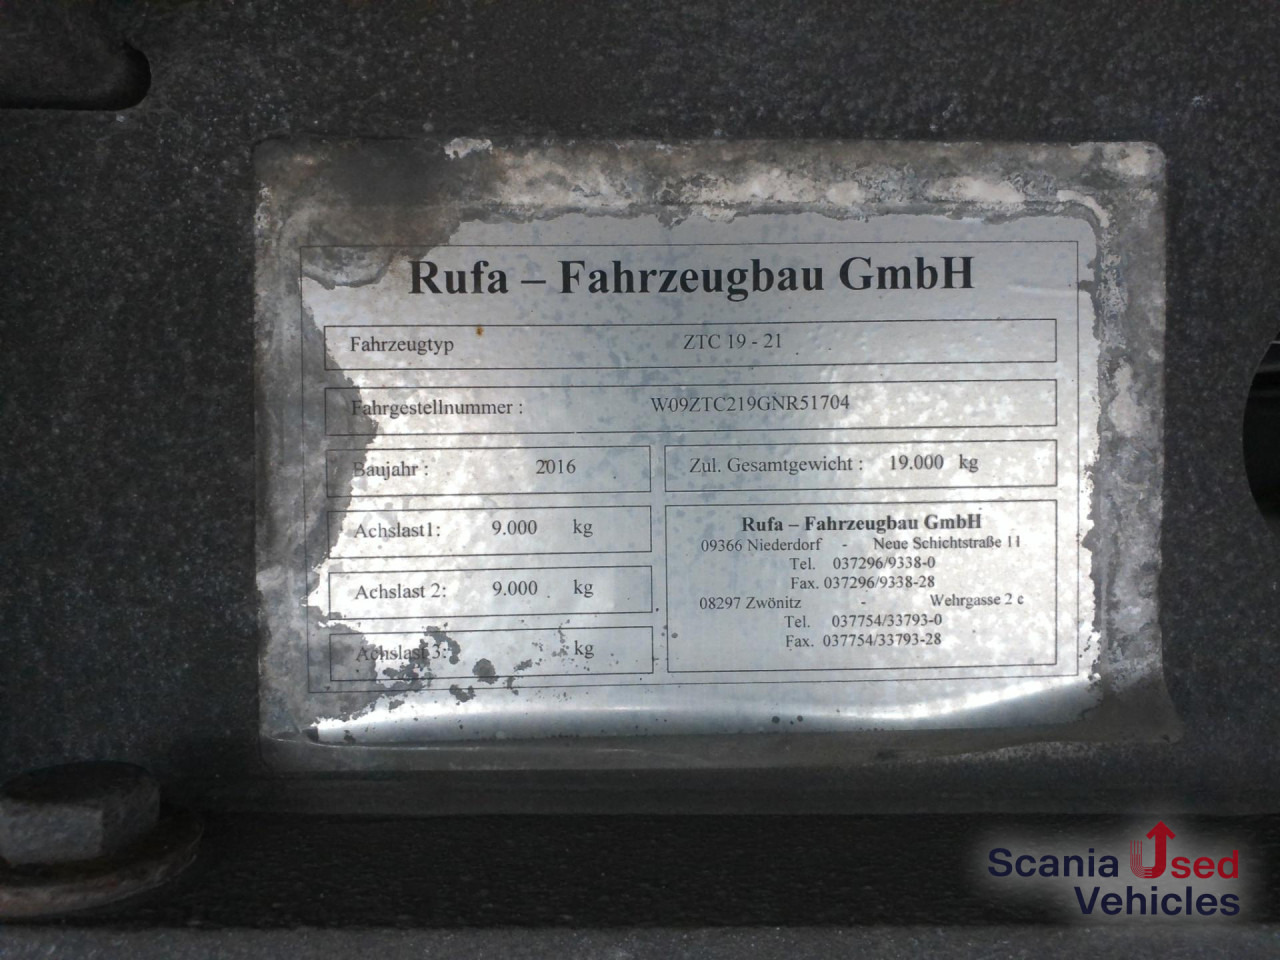 Rufa – Fahrzeugbau GmbH
Fahrzeugtyp ZTC 19 - 21
Fahrgestellnummer : W09ZTC219GNR51704
Baujahr : 2016
Zul. Gesamtgewicht : 19.000 kg
Achslast1: 9.000 kg
Achslast 2: 9.000 kg
Achslast 3: kg
Rufa – Fahrzeugbau GmbH
09366 Niederdorf - Neue Schichtstraße 11
Tel. 037296/9338-0
Fax. 037296/9338-28
08297 Zwönitz - Wehrgasse 2 c
Tel. 037754/33793-0
Fax. 037754/33793-28
Scania Used
Vehicles